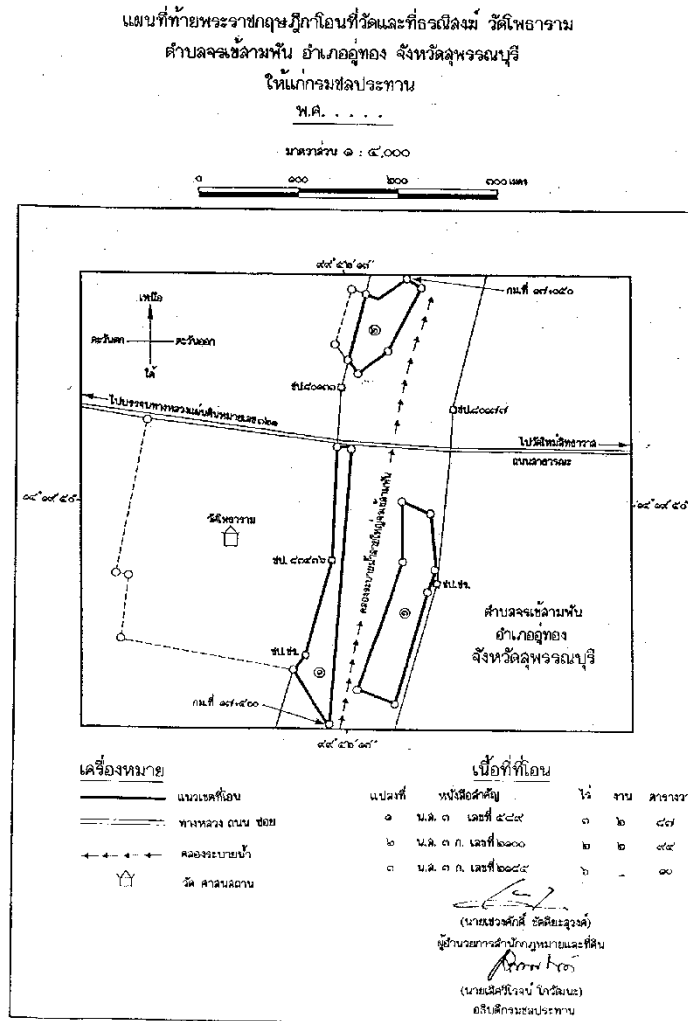 แผนที่ท้ายพระราชกฤษฎีกาโอนที่วัดและที่ธรณีสงฆ์ วัดโพธาราม
ตำบลจรเข้สามพัน อำเภออู่ทอง จังหวัดสุพรรณบุรี
ให้แก่กรมชลประทาน
พ.ศ. . . . .
มาตราส่วน ๑ : ๔,๐๐๐
๐ ๑๐๐ ๒๐๐ ๓๐๐ เมตร
กม.ที่ ๑๗+๐๕๐
เหนือ
ตะวันตก ตะวันออก
ใต้
๒
ไปบรรจบทางหลวงแผ่นดินหมายเลข ๓๒๑
ไปวัดใหม่สิทธาวาส
ถนนสาธารณะ
๑๔° ๑๙' ๕๐" ๑๔° ๑๙' ๕๐"
วัดโพธาราม
คลองระบายน้ำสายใหญ่จรเข้สามพัน
ชป. ๘๓๔๓๖
ชป.ชร.
ตำบลจรเข้สามพัน
อำเภออู่ทอง
จังหวัดสุพรรณบุรี
ชป.ชร.
กม.ที่ ๑๗+๕๐๐
เครื่องหมาย
แนวเขตที่โอน
ทางหลวง ถนน ซอย
คลองระบายน้ำ
วัด ศาสนสถาน
เนื้อที่ที่โอน
แปลงที่ หนังสือสำคัญ ไร่ งาน ตารางวา
๑ น.ส. ๓ เลขที่ ๕๘๙ ๓ ๒ ๘๗
๒ น.ส. ๓ ก. เลขที่ ๒๑๐๐ ๒ ๒ ๙๔
๓ น.ส. ๓ ก. เลขที่ ๒๑๘๕ ๖ _ ๑๐
ผู้อำนวยการสำนักกฎหมายและที่ดิน
(นายเลิศวิโรจน์ โกวัฒนะ)
อธิบดีกรมชลประทาน